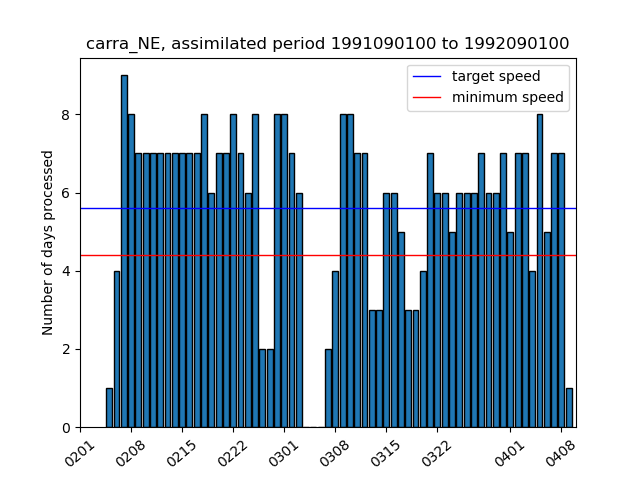 carra_NE, assimilated period 1991090100 to 1992090100
target speed
minimum speed
Number of days processed
8
6
4
2
0
0201 0208 0215 0222 0301 0308 0315 0322 0401 0408